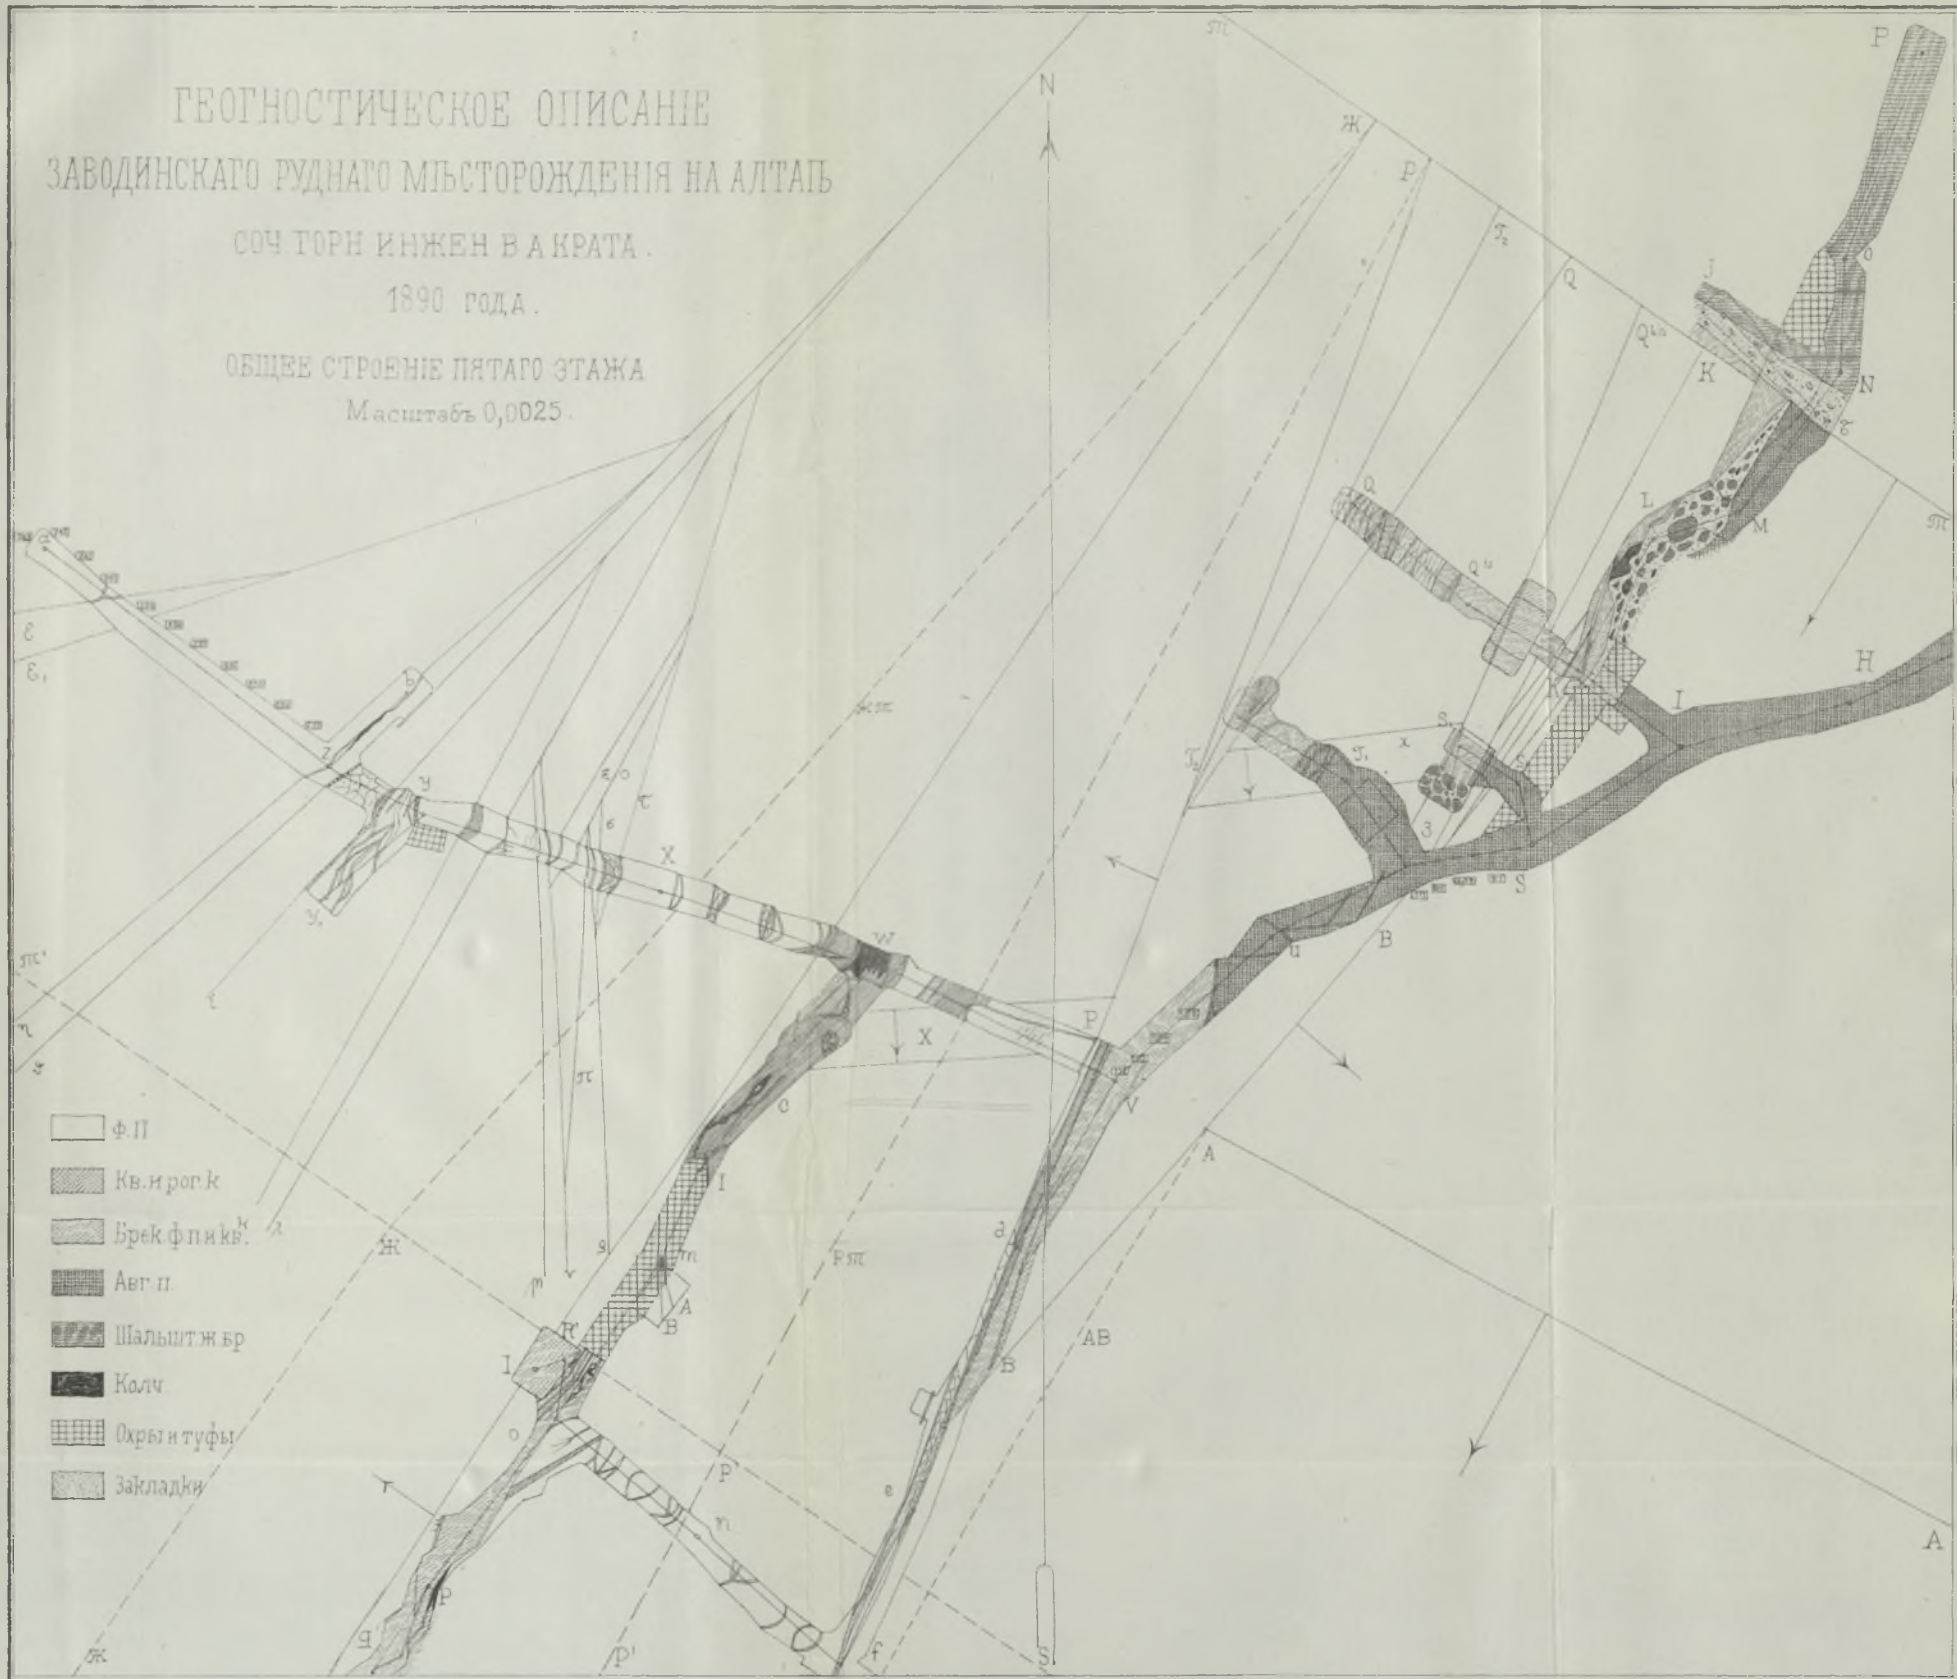 ГЕОГНОСТИЧЕСКОЕ ОПИСАНІЕ
ЗАВОДИНСКАГО РУДНАГО МѢСТОРОЖДЕНІЯ НА АЛТАѢ
СОЧ. ГОРН ИНЖЕН В А КРАТА.
1890 ГОДА.
ОБЩЕЕ СТРОЕНІЕ ПЯТАГО ЭТАЖА
Масштабъ 0,0025.
N
P
Ж
P
Q
J
K
O
N
L
M
Q
H
I
S
B
u
X
W
P
X
V
C
I
A
d
m
A
B
B
AB
R'
I
o
P'
n
e
p
A
q
Ж
P'
f
S
Ф.П
Кв. и рог. к
Брек. ф п и кв.
Авг п.
Шальшт. ж бр
Колч
Охры и туфы
Закладки